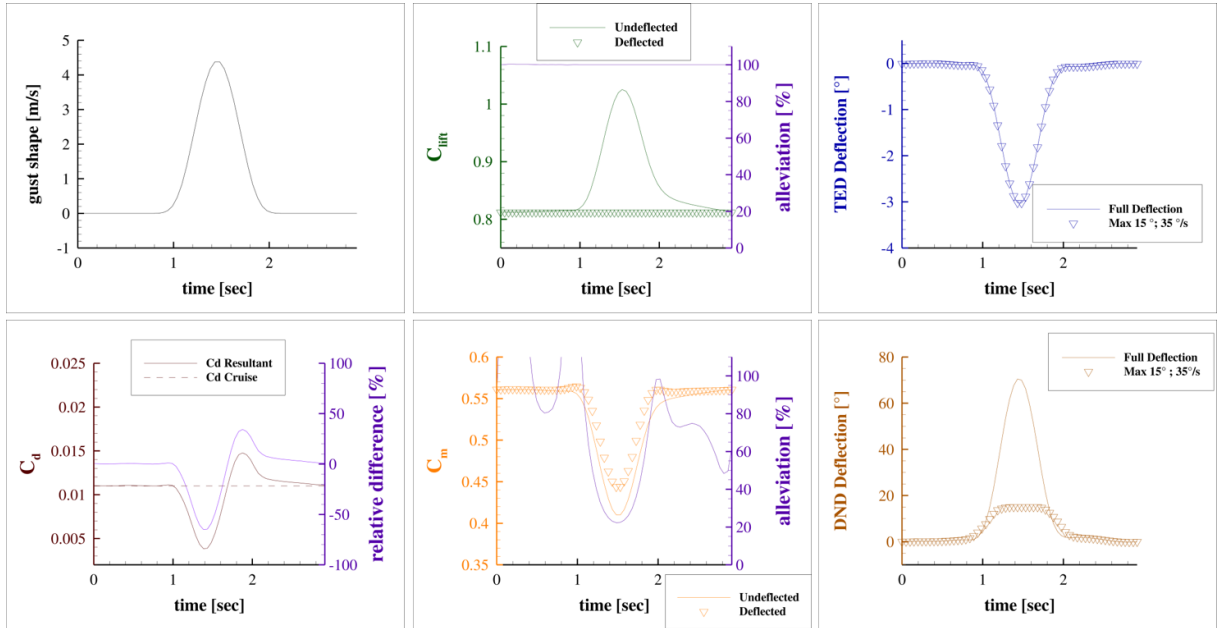 gust shape [m/s]
5
4
3
2
1
0
-1
0
1
2
time [sec]
Undeflected
Deflected
C_lift
1.1
1
0.9
0.8
100
80
60
40
20
0
alleviation [%]
0
1
2
time [sec]
TED Deflection [°]
0
-1
-2
-3
-4
Full Deflection
Max 15 °; 35 °/s
0
1
2
time [sec]
Cd Resultant
Cd Cruise
C_d
0.025
0.02
0.015
0.01
0.005
100
50
0
-50
-100
relative difference [%]
0
1
2
time [sec]
C_m
0.6
0.55
0.5
0.45
0.4
0.35
100
80
60
40
20
0
alleviation [%]
0
1
2
time [sec]
Undeflected
Deflected
DND Deflection [°]
80
60
40
20
0
Full Deflection
Max 15° ; 35°/s
0
1
2
time [sec]